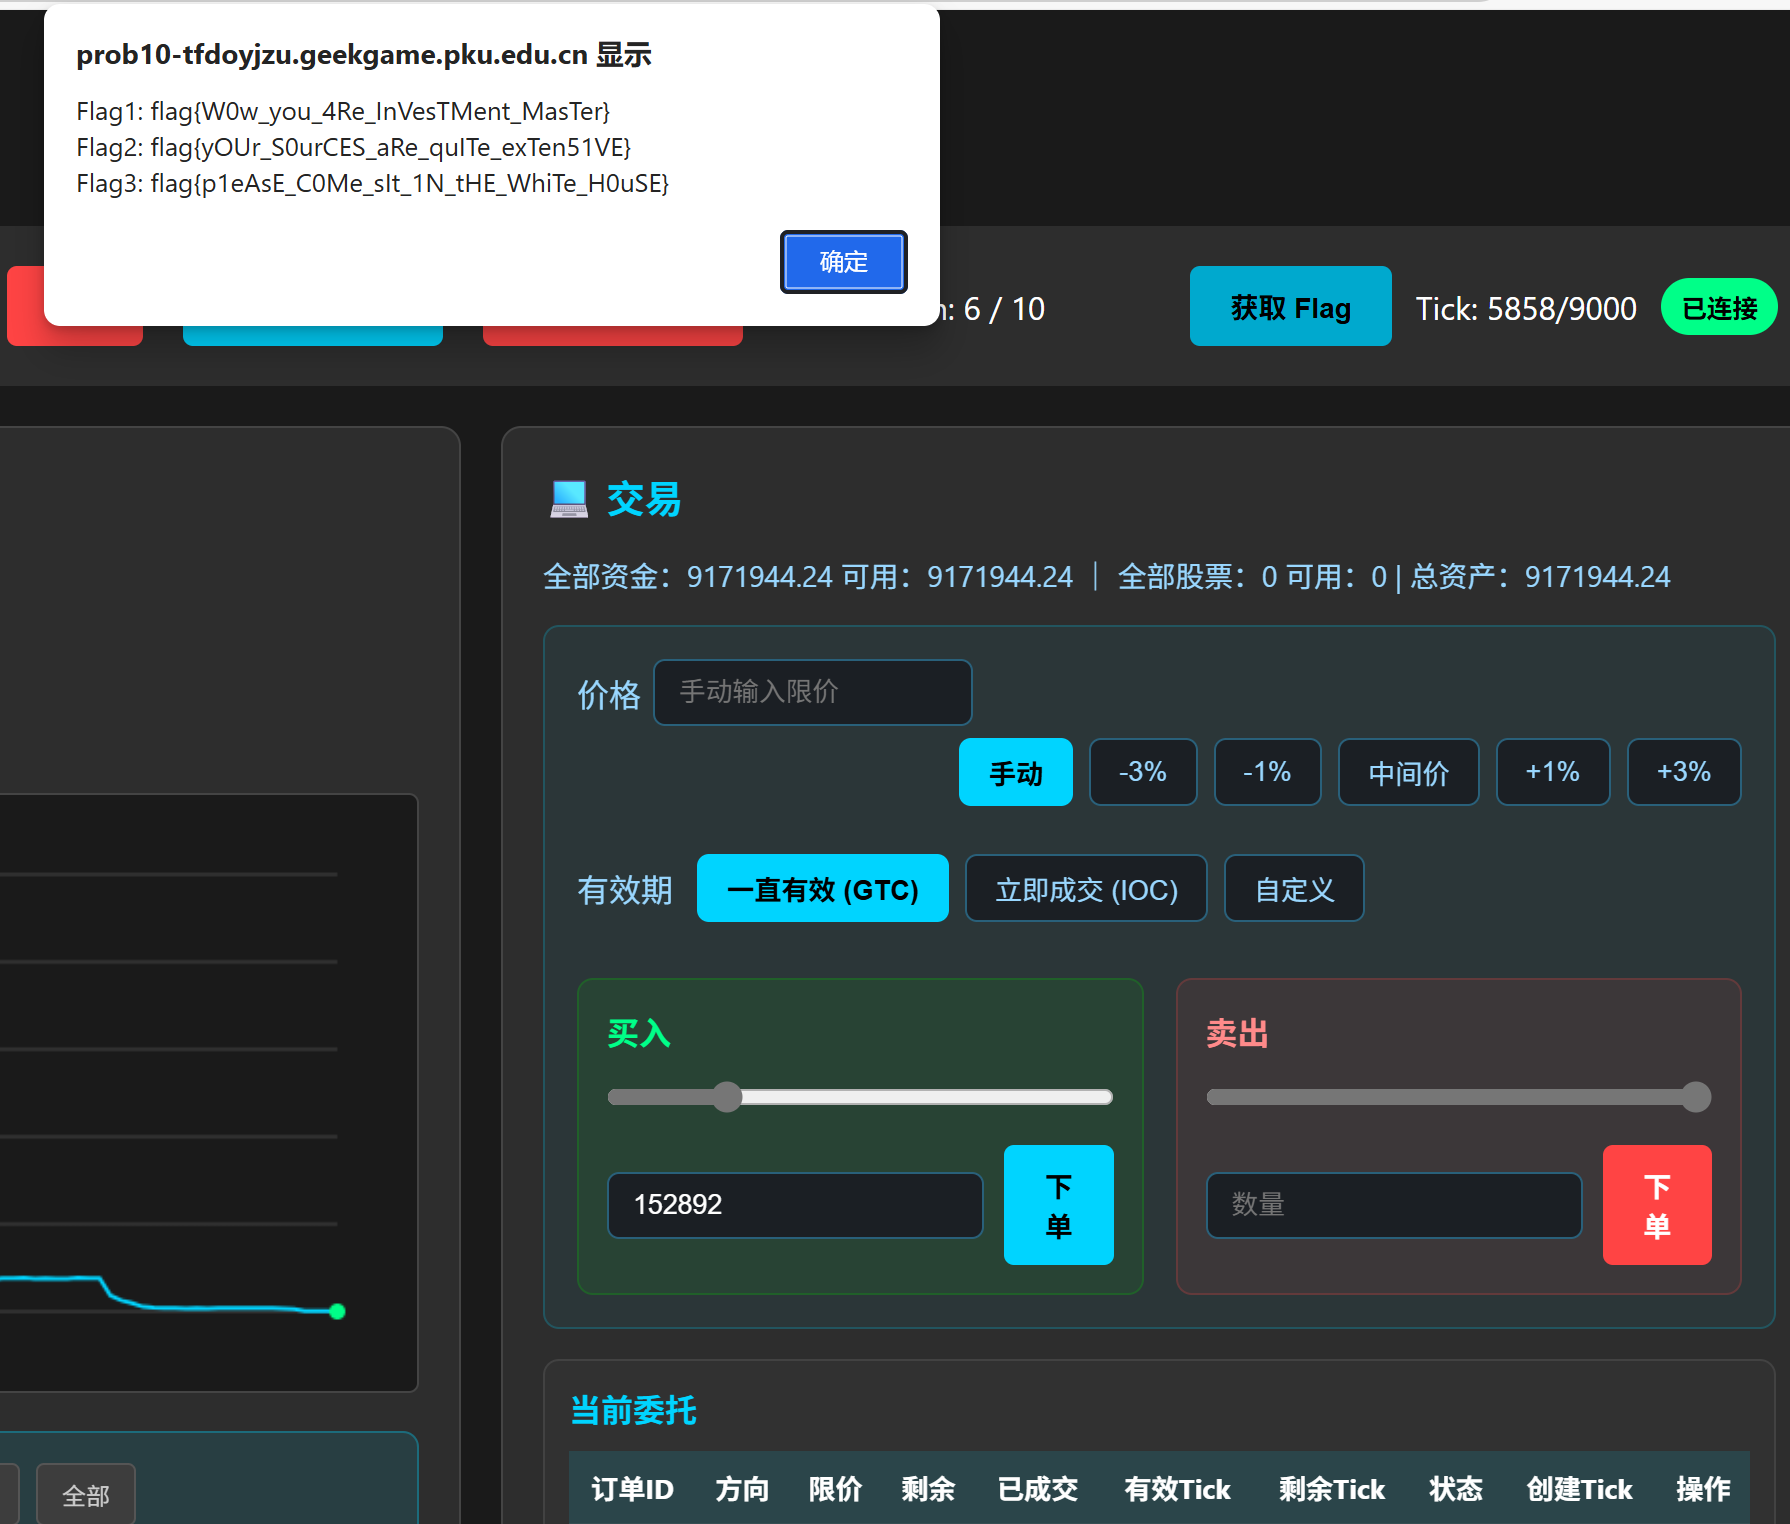 prob10-tfdoyjzu.geekgame.pku.edu.cn 显示
Flag1: flag{W0w_you_4Re_InVesTMent_MasTer}
Flag2: flag{yOUr_S0urCES_aRe_quITe_exTen51VE}
Flag3: flag{p1eAsE_C0Me_sIt_1N_tHE_WhiTe_H0uSE}
确定
: 6 / 10
获取 Flag
Tick: 5858/9000
已连接
💻 交易
全部资金：9171944.24 可用：9171944.24 ｜ 全部股票：0 可用：0 | 总资产：9171944.24
价格 手动输入限价
手动 -3% -1% 中间价 +1% +3%
有效期 一直有效 (GTC) 立即成交 (IOC) 自定义
买入
152892
下单
卖出
数量
下单
当前委托
订单ID 方向 限价 剩余 已成交 有效Tick 剩余Tick 状态 创建Tick 操作
全部